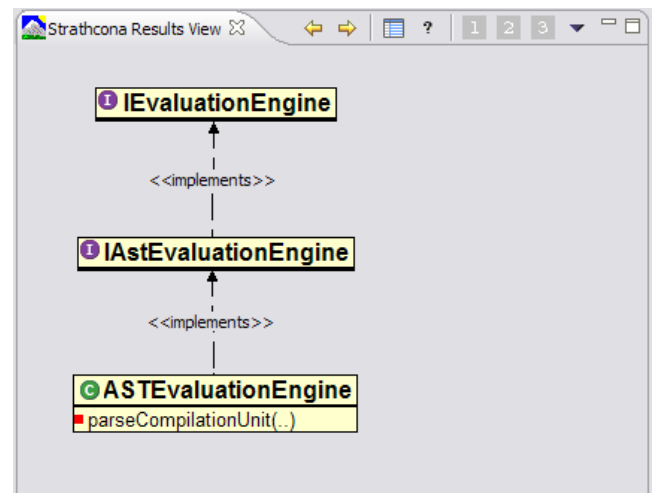 Strathcona Results View
? 1 2 3
I IEvaluationEngine
<<implements>>
I IAstEvaluationEngine
<<implements>>
C ASTEvaluationEngine
parseCompilationUnit(..)